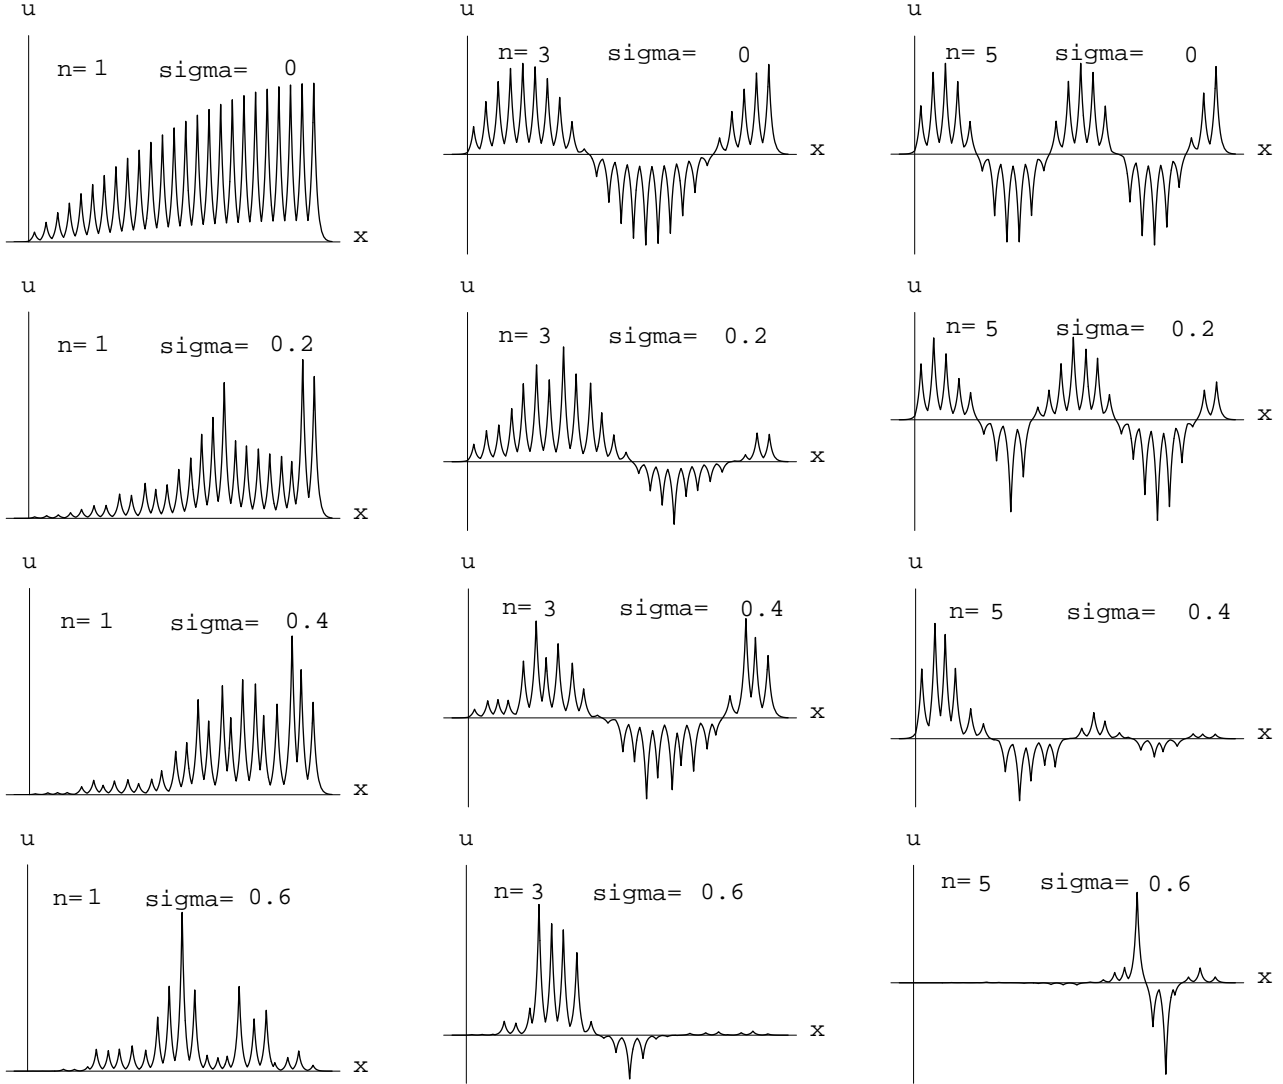 u u u
n= 1 sigma= 0 n= 3 sigma= 0 n= 5 sigma= 0
x x x
u u u
n= 1 sigma= 0.2 n= 3 sigma= 0.2 n= 5 sigma= 0.2
x x x
u u u
n= 1 sigma= 0.4 n= 3 sigma= 0.4 n= 5 sigma= 0.4
x x x
u u u
n= 1 sigma= 0.6 n= 3 sigma= 0.6 n= 5 sigma= 0.6
x x x